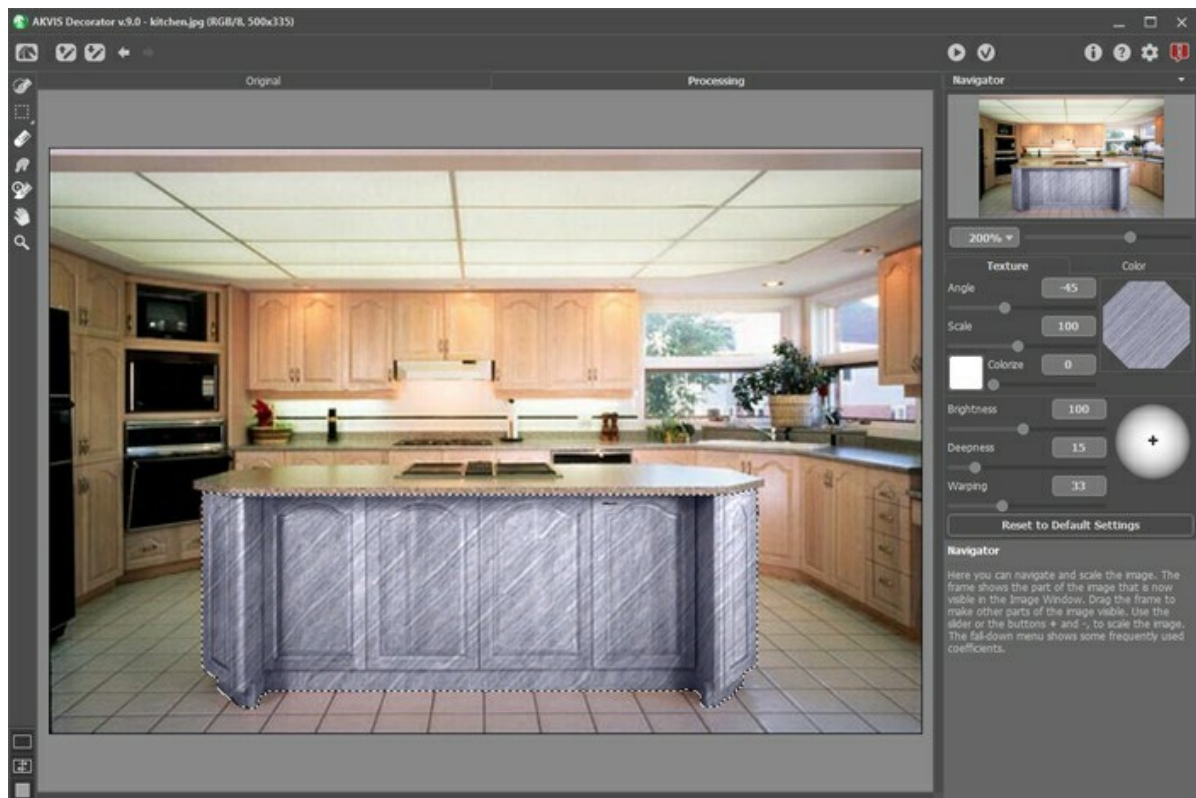 AKVIS Decorator v.9.0 - kitchen.jpg (RGB/8, 500x335)
Original
Processing
Navigator
200%
Texture
Color
Angle
-45
Scale
100
Colorize
0
Brightness
100
Deepness
15
Warping
33
Reset to Default Settings
Navigator
Here you can navigate and scale the image. The
frame shows the part of the image that is now
visible in the Image Window. Drag the frame to
make other parts of the image visible. Use the
slider or the buttons + and -, to scale the image.
The fall-down menu shows some frequently used
coefficients.